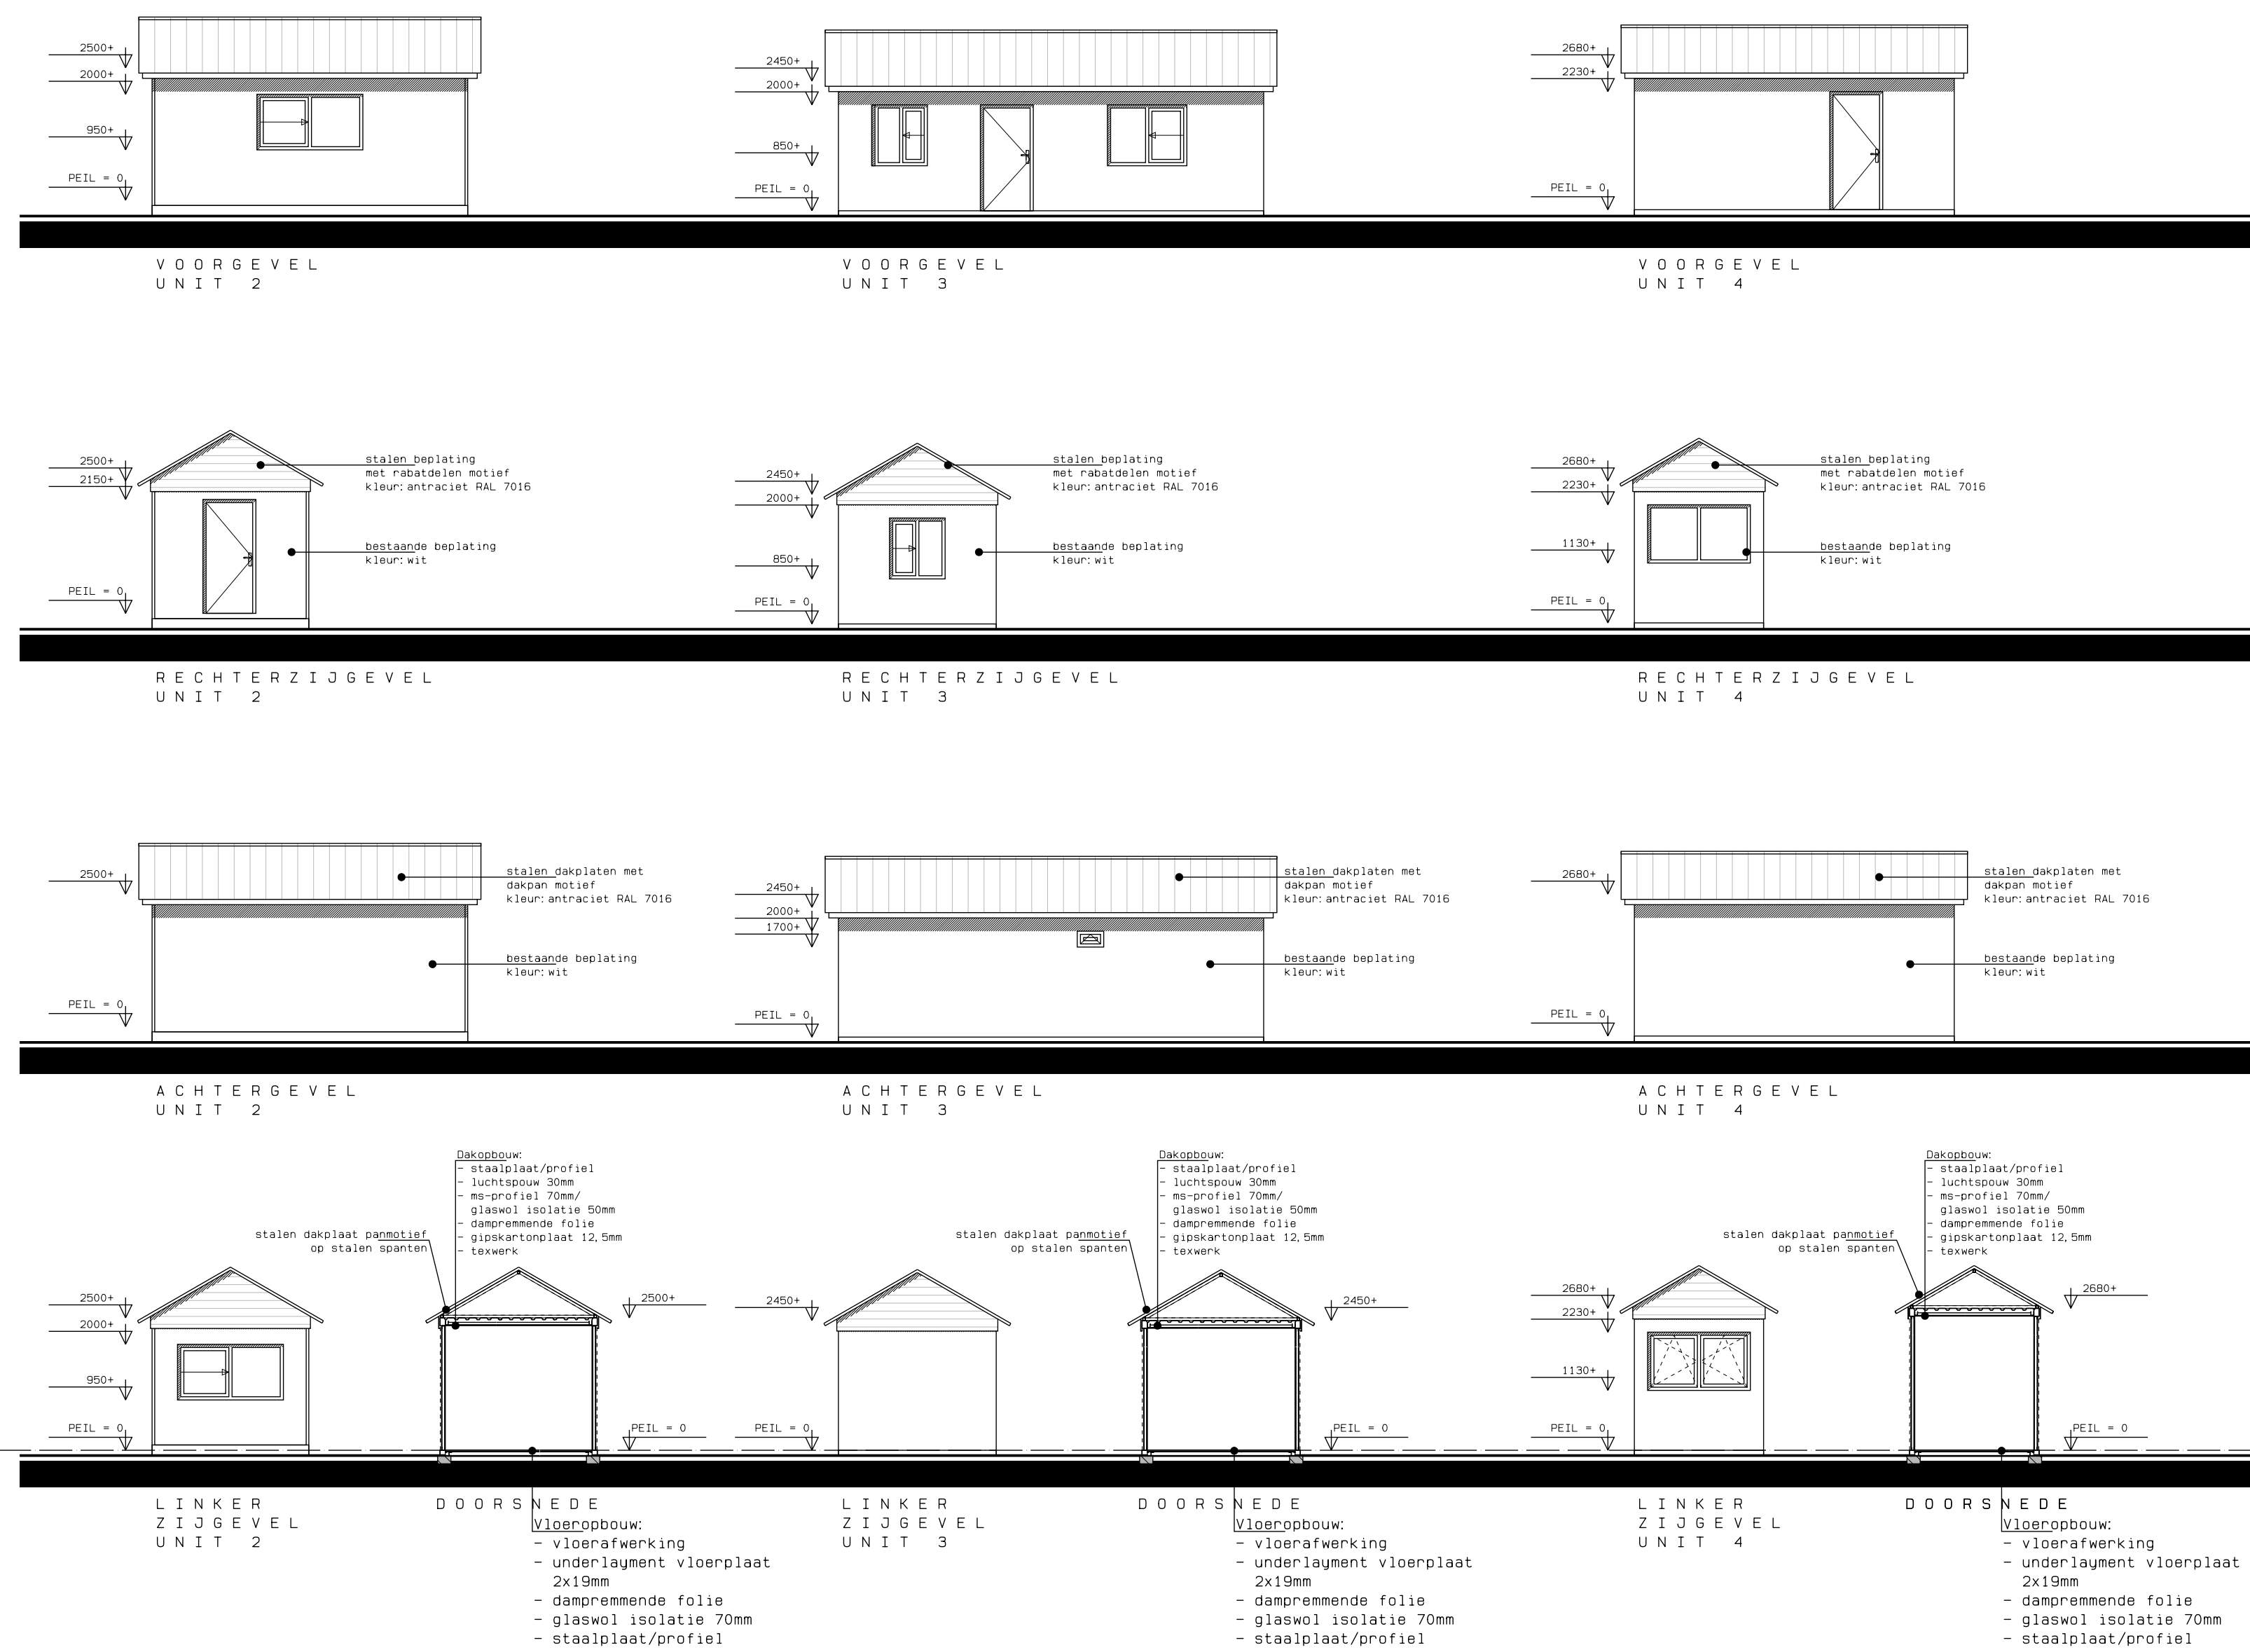 2500+
2000+
950+
PEIL = 0
2450+
2000+
850+
PEIL = 0
2680+
2230+
PEIL = 0
VOORGEVEL
UNIT 2
VOORGEVEL
UNIT 3
VOORGEVEL
UNIT 4
2500+
2150+
PEIL = 0
stalen beplating
met rabatdelen motief
kleur: antraciet RAL 7016
bestaande beplating
kleur: wit
2450+
2000+
850+
PEIL = 0
stalen beplating
met rabatdelen motief
kleur: antraciet RAL 7016
bestaande beplating
kleur: wit
2680+
2230+
1130+
PEIL = 0
stalen beplating
met rabatdelen motief
kleur: antraciet RAL 7016
bestaande beplating
kleur: wit
RECHTERZIJGEVEL
UNIT 2
RECHTERZIJGEVEL
UNIT 3
RECHTERZIJGEVEL
UNIT 4
2500+
PEIL = 0
stalen dakplaten met
dakpan motief
kleur: antraciet RAL 7016
bestaande beplating
kleur: wit
2450+
2000+
1700+
PEIL = 0
stalen dakplaten met
dakpan motief
kleur: antraciet RAL 7016
bestaande beplating
kleur: wit
2680+
PEIL = 0
stalen dakplaten met
dakpan motief
kleur: antraciet RAL 7016
bestaande beplating
kleur: wit
ACHTERGEVEL
UNIT 2
ACHTERGEVEL
UNIT 3
ACHTERGEVEL
UNIT 4
2500+
2000+
950+
PEIL = 0
Dakopbouw:
- staalplaat/profiel
- luchtspouw 30mm
- ms-profiel 70mm/
glaswol isolatie 50mm
- dampremmende folie
- gipskartonplaat 12,5mm
- texwerk
stalen dakplaat panmotief
op stalen spanten
2500+
PEIL = 0
2450+
PEIL = 0
Dakopbouw:
- staalplaat/profiel
- luchtspouw 30mm
- ms-profiel 70mm/
glaswol isolatie 50mm
- dampremmende folie
- gipskartonplaat 12,5mm
- texwerk
stalen dakplaat panmotief
op stalen spanten
2450+
PEIL = 0
2680+
2230+
1130+
PEIL = 0
Dakopbouw:
- staalplaat/profiel
- luchtspouw 30mm
- ms-profiel 70mm/
glaswol isolatie 50mm
- dampremmende folie
- gipskartonplaat 12,5mm
- texwerk
stalen dakplaat panmotief
op stalen spanten
2680+
PEIL = 0
LINKER
ZIJGEVEL
UNIT 2
DOORSNEDE
Vloeropbouw:
- vloerafwerking
- underlayment vloerplaat
2x19mm
- dampremmende folie
- glaswol isolatie 70mm
- staalplaat/profiel
LINKER
ZIJGEVEL
UNIT 3
DOORSNEDE
Vloeropbouw:
- vloerafwerking
- underlayment vloerplaat
2x19mm
- dampremmende folie
- glaswol isolatie 70mm
- staalplaat/profiel
LINKER
ZIJGEVEL
UNIT 4
DOORSNEDE
Vloeropbouw:
- vloerafwerking
- underlayment vloerplaat
2x19mm
- dampremmende folie
- glaswol isolatie 70mm
- staalplaat/profiel